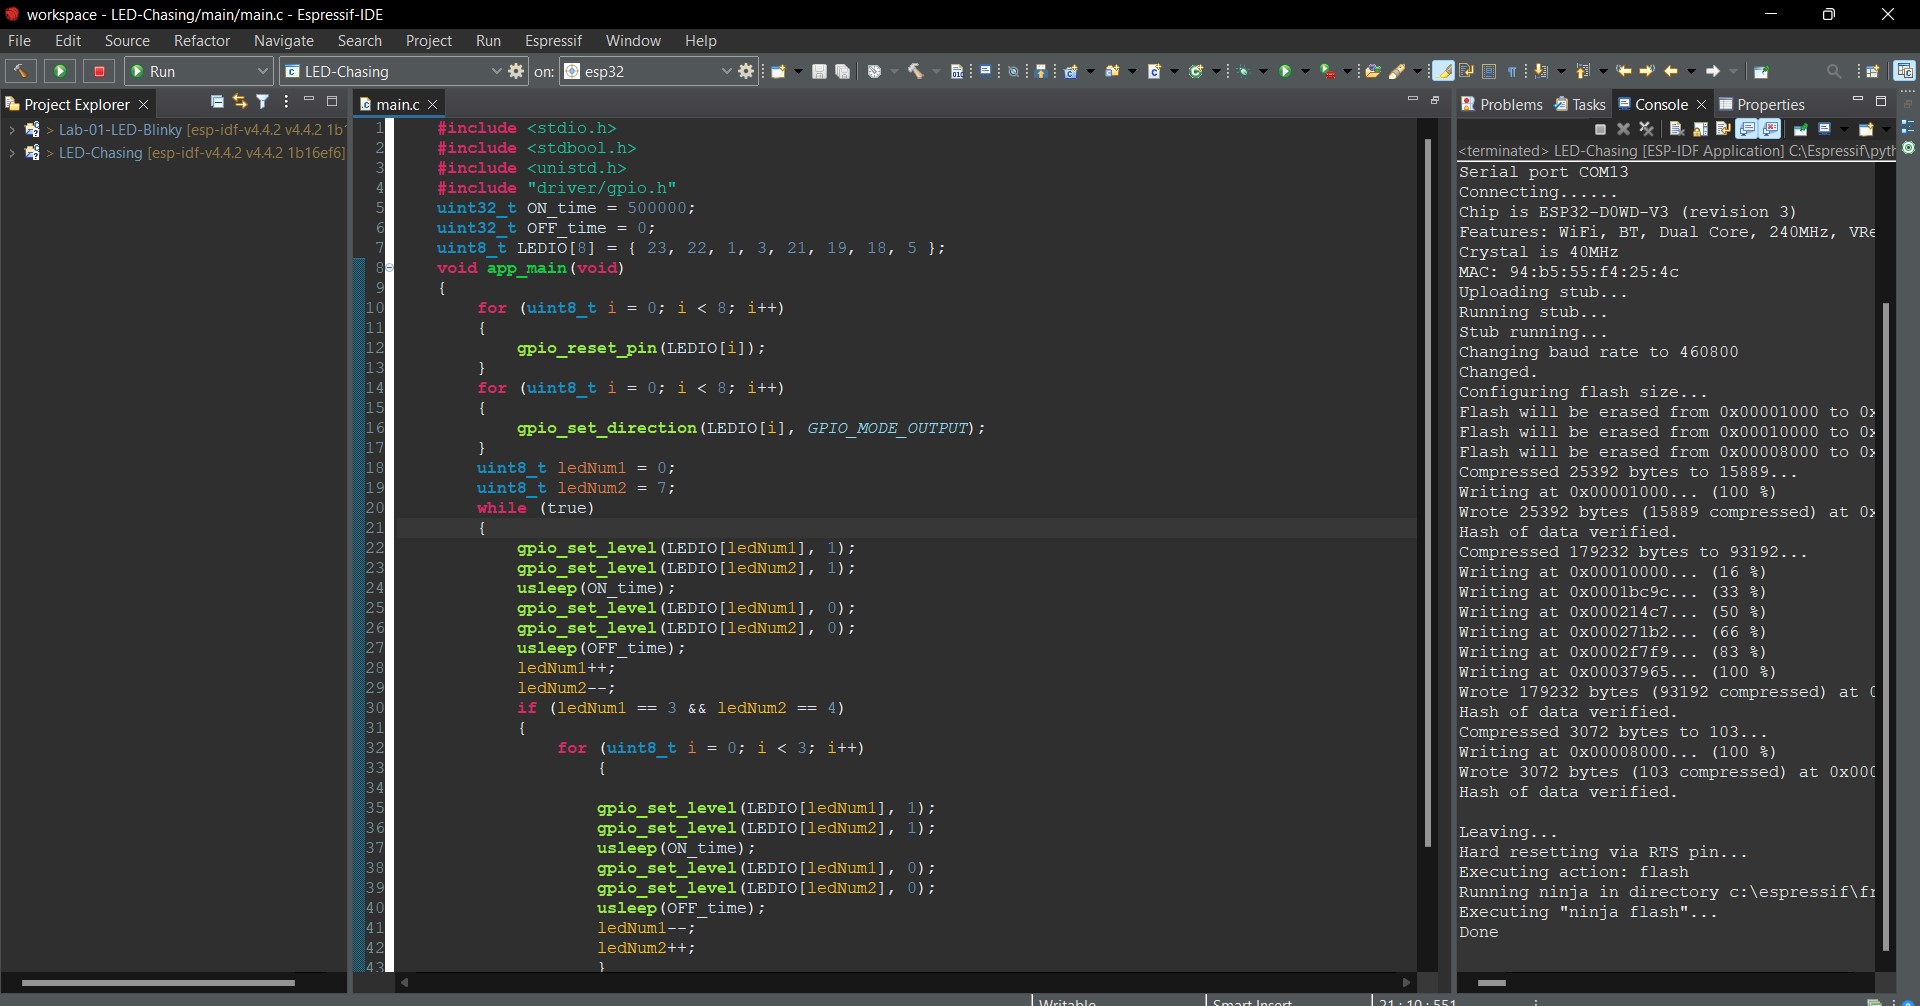 workspace - LED-Chasing/main/main.c - Espressif-IDE
File Edit Source Refactor Navigate Search Project Run Espressif Window Help
Run LED-Chasing on: esp32
Project Explorer
> Lab-01-LED-Blinky [esp-idf-v4.4.2 v4.4.2 1b
> LED-Chasing [esp-idf-v4.4.2 v4.4.2 1b16ef6]
main.c
1 #include <stdio.h>
2 #include <stdbool.h>
3 #include <unistd.h>
4 #include "driver/gpio.h"
5 uint32_t ON_time = 500000;
6 uint32_t OFF_time = 0;
7 uint8_t LEDIO[8] = { 23, 22, 1, 3, 21, 19, 18, 5 };
8 void app_main(void)
9 {
10 for (uint8_t i = 0; i < 8; i++)
11 {
12 gpio_reset_pin(LEDIO[i]);
13 }
14 for (uint8_t i = 0; i < 8; i++)
15 {
16 gpio_set_direction(LEDIO[i], GPIO_MODE_OUTPUT);
17 }
18 uint8_t ledNum1 = 0;
19 uint8_t ledNum2 = 7;
20 while (true)
21 {
22 gpio_set_level(LEDIO[ledNum1], 1);
23 gpio_set_level(LEDIO[ledNum2], 1);
24 usleep(ON_time);
25 gpio_set_level(LEDIO[ledNum1], 0);
26 gpio_set_level(LEDIO[ledNum2], 0);
27 usleep(OFF_time);
28 ledNum1++;
29 ledNum2--;
30 if (ledNum1 == 3 && ledNum2 == 4)
31 {
32 for (uint8_t i = 0; i < 3; i++)
33 {
34
35 gpio_set_level(LEDIO[ledNum1], 1);
36 gpio_set_level(LEDIO[ledNum2], 1);
37 usleep(ON_time);
38 gpio_set_level(LEDIO[ledNum1], 0);
39 gpio_set_level(LEDIO[ledNum2], 0);
40 usleep(OFF_time);
41 ledNum1--;
42 ledNum2++;
43 }
Problems Tasks Console Properties
<terminated> LED-Chasing [ESP-IDF Application] C:\Espressif\pyth
Serial port COM13
Connecting......
Chip is ESP32-D0WD-V3 (revision 3)
Features: WiFi, BT, Dual Core, 240MHz, VRe
Crystal is 40MHz
MAC: 94:b5:55:f4:25:4c
Uploading stub...
Running stub...
Stub running...
Changing baud rate to 460800
Changed.
Configuring flash size...
Flash will be erased from 0x00001000 to 0x
Flash will be erased from 0x00010000 to 0x
Flash will be erased from 0x00008000 to 0x
Compressed 25392 bytes to 15889...
Writing at 0x00001000... (100 %)
Wrote 25392 bytes (15889 compressed) at 0x
Hash of data verified.
Compressed 179232 bytes to 93192...
Writing at 0x00010000... (16 %)
Writing at 0x0001bc9c... (33 %)
Writing at 0x000214c7... (50 %)
Writing at 0x000271b2... (66 %)
Writing at 0x0002f7f9... (83 %)
Writing at 0x00037965... (100 %)
Wrote 179232 bytes (93192 compressed) at 0
Hash of data verified.
Compressed 3072 bytes to 103...
Writing at 0x00008000... (100 %)
Wrote 3072 bytes (103 compressed) at 0x000
Hash of data verified.
Leaving...
Hard resetting via RTS pin...
Executing action: flash
Running ninja in directory c:\espressif\fr
Executing "ninja flash"...
Done
Writable Smart Insert 21 : 10 : 551